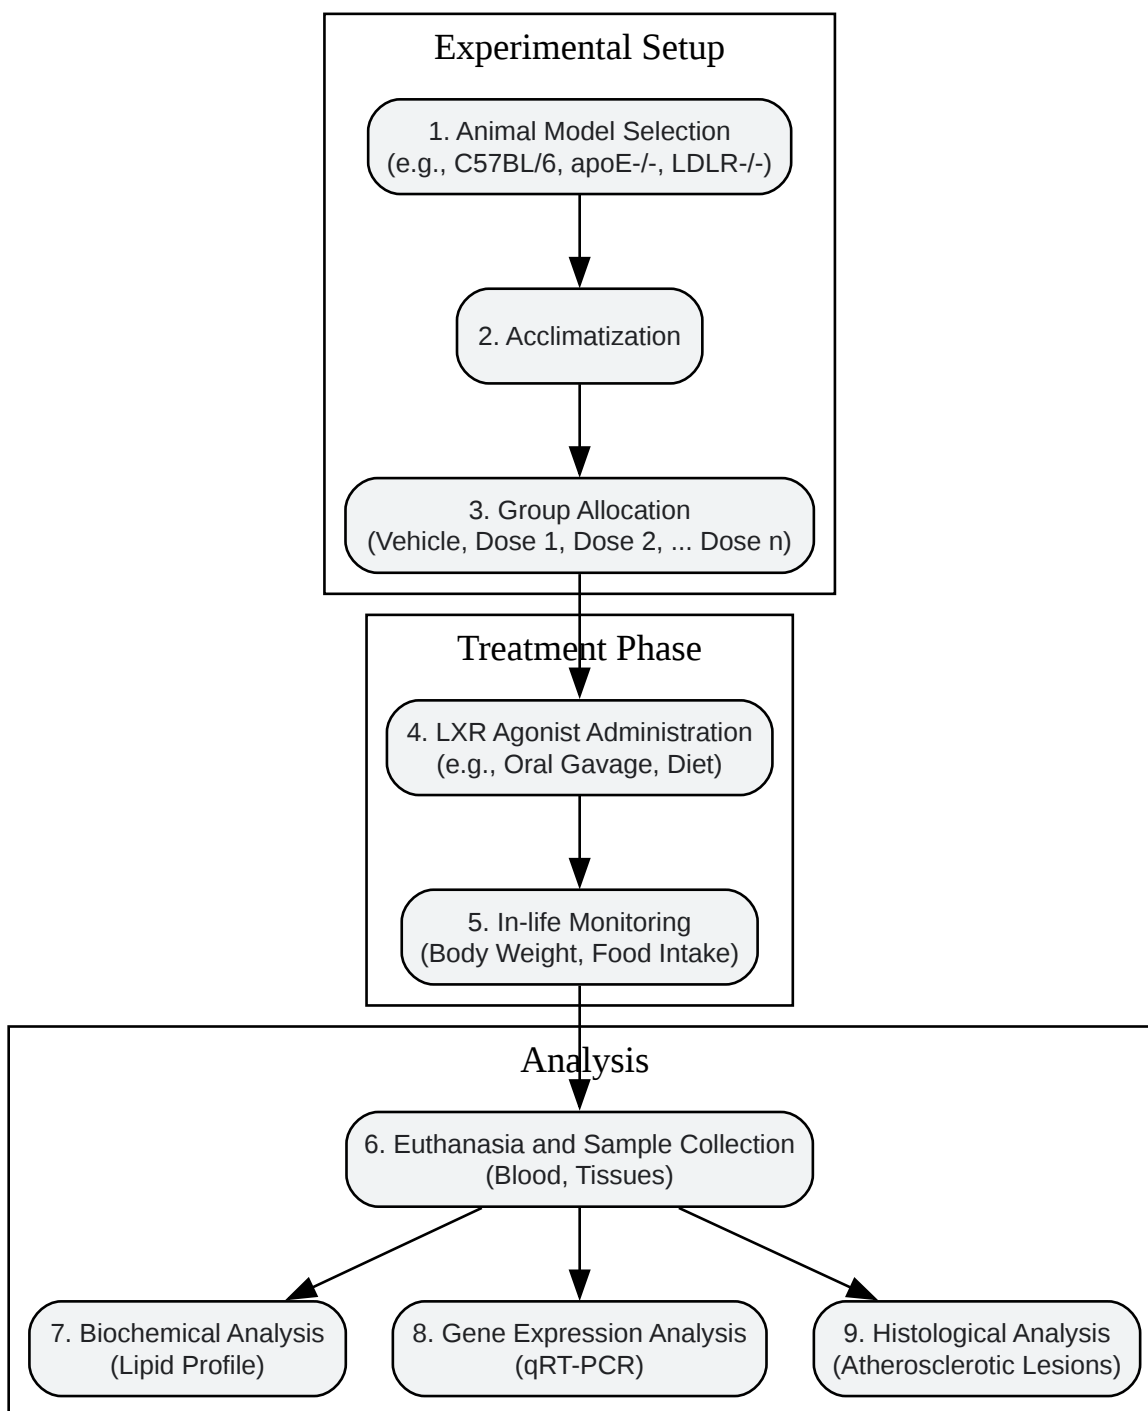 Experimental Setup
1. Animal Model Selection
(e.g., C57BL/6, apoE-/-, LDLR-/-)
2. Acclimatization
3. Group Allocation
(Vehicle, Dose 1, Dose 2, ... Dose n)
Treatment Phase
4. LXR Agonist Administration
(e.g., Oral Gavage, Diet)
5. In-life Monitoring
(Body Weight, Food Intake)
Analysis
6. Euthanasia and Sample Collection
(Blood, Tissues)
7. Biochemical Analysis
(Lipid Profile)
8. Gene Expression Analysis
(qRT-PCR)
9. Histological Analysis
(Atherosclerotic Lesions)